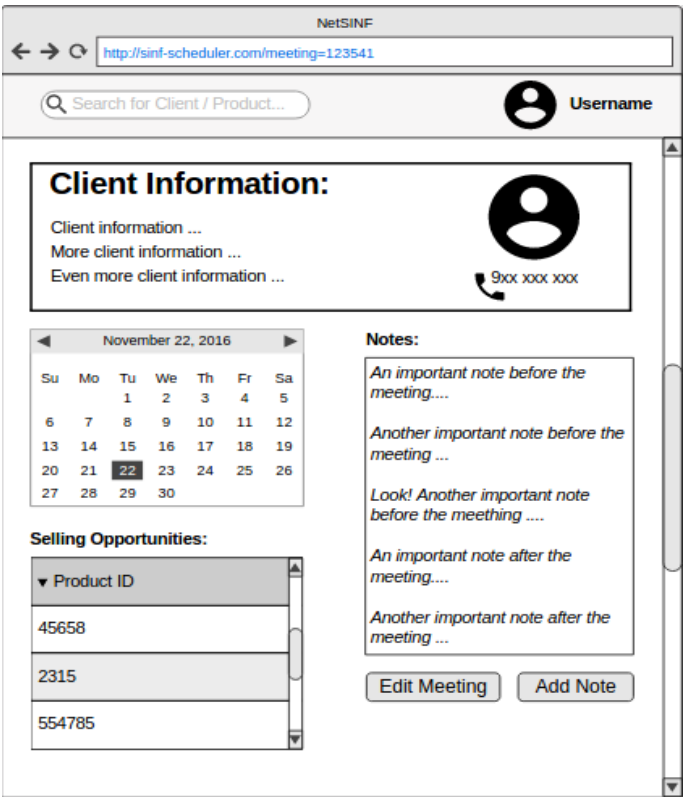 NetSINF
http://sinf-scheduler.com/meeting=123541
Search for Client / Product...
Username
Client Information:
Client information ...
More client information ...
Even more client information ...
9xx xxx xxx
November 22, 2016
Su Mo Tu We Th Fr Sa
1 2 3 4 5
6 7 8 9 10 11 12
13 14 15 16 17 18 19
20 21 22 23 24 25 26
27 28 29 30
Selling Opportunities:
Product ID
45658
2315
554785
Notes:
An important note before the
meeting....
Another important note before the
meeting ...
Look! Another important note
before the meething ....
An important note after the
meeting....
Another important note after the
meeting ...
Edit Meeting
Add Note